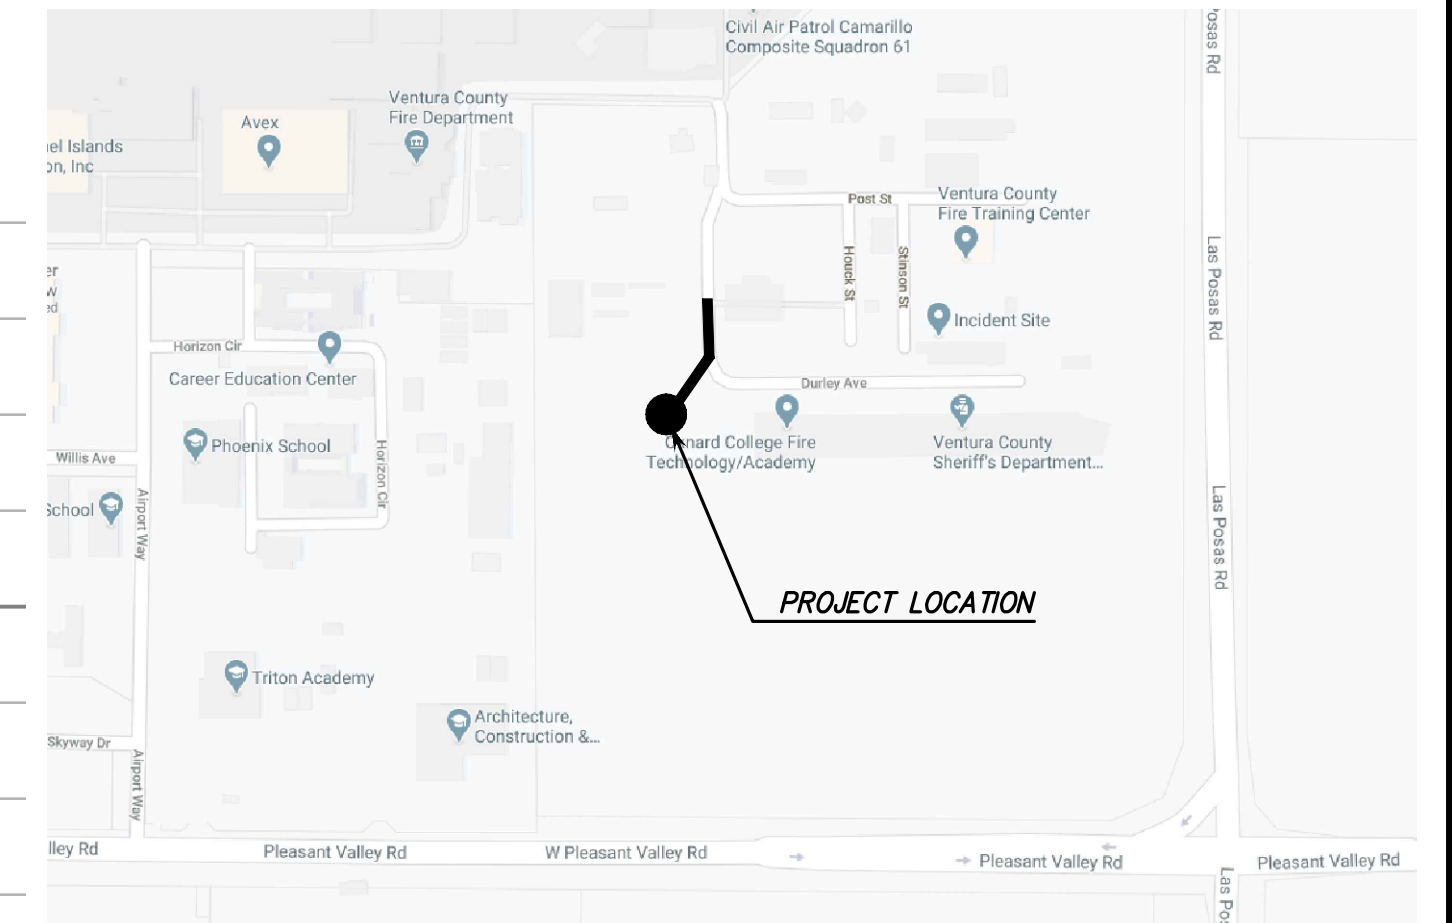 Civil Air Patrol Camarillo
Composite Squadron 61
Posas Rd
Ventura County
Fire Department
Avex
nel Islands
on, Inc
Ventura County
Fire Training Center
Post St
Houck St
Stinson St
Las Posas Rd
Incident Site
Horizon Cir
Career Education Center
Durley Ave
Phoenix School
Horizon Cir
Oxnard College Fire
Technology/Academy
Ventura County
Sheriff's Department...
Willis Ave
School
Airport Way
Las Posas Rd
PROJECT LOCATION
Triton Academy
Architecture,
Construction &...
Skyway Dr
Airport Way
lley Rd
Pleasant Valley Rd
W Pleasant Valley Rd
Pleasant Valley Rd
Pleasant Valley Rd
Las Pos